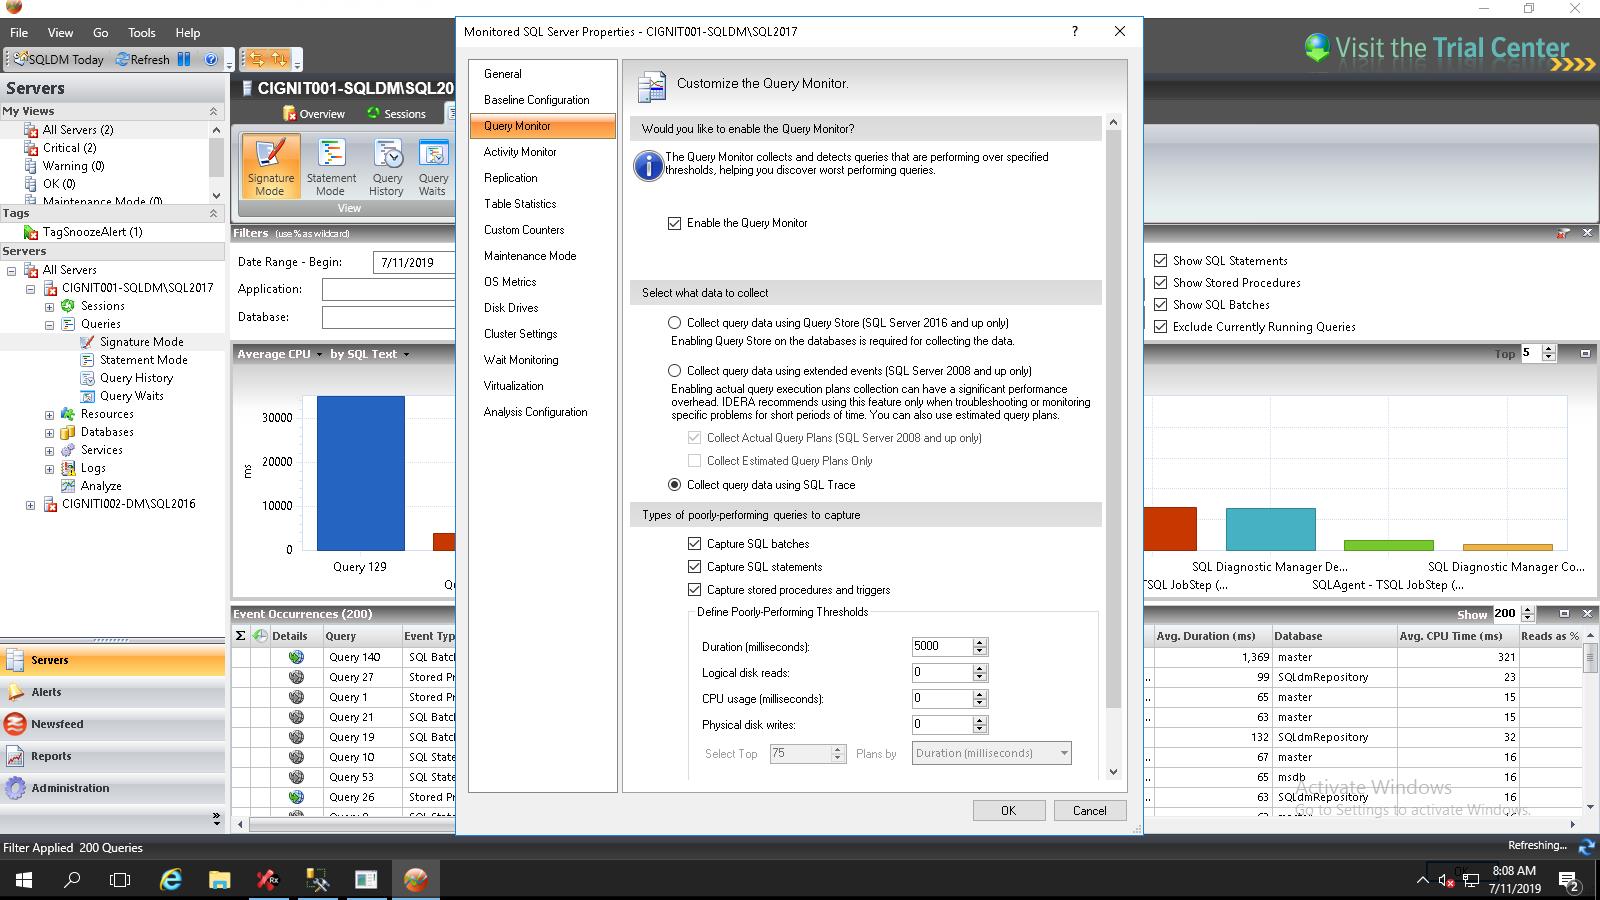 File View Go Tools Help
SQLDM Today Refresh
Visit the Trial Center
Servers
My Views
All Servers (2)
Critical (2)
Warning (0)
OK (0)
Maintenance Mode (0)
Tags
TagSnoozeAlert (1)
Servers
All Servers
CIGNIT001-SQLDM\SQL2017
Sessions
Queries
Signature Mode
Statement Mode
Query History
Query Waits
Resources
Databases
Services
Logs
Analyze
CIGNITI002-DM\SQL2016
Servers
Alerts
Newsfeed
Reports
Administration
Filter Applied 200 Queries
CIGNIT001-SQLDM\SQL20
Overview Sessions
Signature Mode
Statement Mode
Query History
Query Waits
View
Filters (use % as wildcard)
Date Range - Begin: 7/11/2019
Application:
Database:
Average CPU by SQL Text
ms
30000
20000
10000
0
Query 129
Event Occurrences (200)
Σ Details Query Event Typ
Query 140 SQL Batcl
Query 27 Stored Pr
Query 1 Stored Pr
Query 21 SQL Batcl
Query 19 SQL Batcl
Query 10 SQL State
Query 53 SQL State
Query 26 Stored Pr
Monitored SQL Server Properties - CIGNIT001-SQLDM\SQL2017
?
General
Baseline Configuration
Query Monitor
Activity Monitor
Replication
Table Statistics
Custom Counters
Maintenance Mode
OS Metrics
Disk Drives
Cluster Settings
Wait Monitoring
Virtualization
Analysis Configuration
Customize the Query Monitor.
Would you like to enable the Query Monitor?
The Query Monitor collects and detects queries that are performing over specified
thresholds, helping you discover worst performing queries.
Enable the Query Monitor
Select what data to collect
Collect query data using Query Store (SQL Server 2016 and up only)
Enabling Query Store on the databases is required for collecting the data.
Collect query data using extended events (SQL Server 2008 and up only)
Enabling actual query execution plans collection can have a significant performance
overhead. IDERA recommends using this feature only when troubleshooting or monitoring
specific problems for short periods of time. You can also use estimated query plans.
Collect Actual Query Plans (SQL Server 2008 and up only)
Collect Estimated Query Plans Only
Collect query data using SQL Trace
Types of poorly-performing queries to capture
Capture SQL batches
Capture SQL statements
Capture stored procedures and triggers
Define Poorly-Performing Thresholds
Duration (milliseconds): 5000
Logical disk reads: 0
CPU usage (milliseconds): 0
Physical disk writes: 0
Select Top 75 Plans by Duration (milliseconds)
OK Cancel
Show SQL Statements
Show Stored Procedures
Show SQL Batches
Exclude Currently Running Queries
Top 5
SQL Diagnostic Manager De... SQL Diagnostic Manager Co...
TSQL JobStep (... SQLAgent - TSQL JobStep (...
Show 200
Avg. Duration (ms) Database Avg. CPU Time (ms) Reads as %
1,369 master 321
99 SQLdmRepository 23
65 master 15
63 master 15
132 SQLdmRepository 32
67 master 16
65 msdb 16
63 SQLdmRepository 16
Activate Windows
Go to Settings to activate Windows.
Refreshing...
8:08 AM
7/11/2019
2